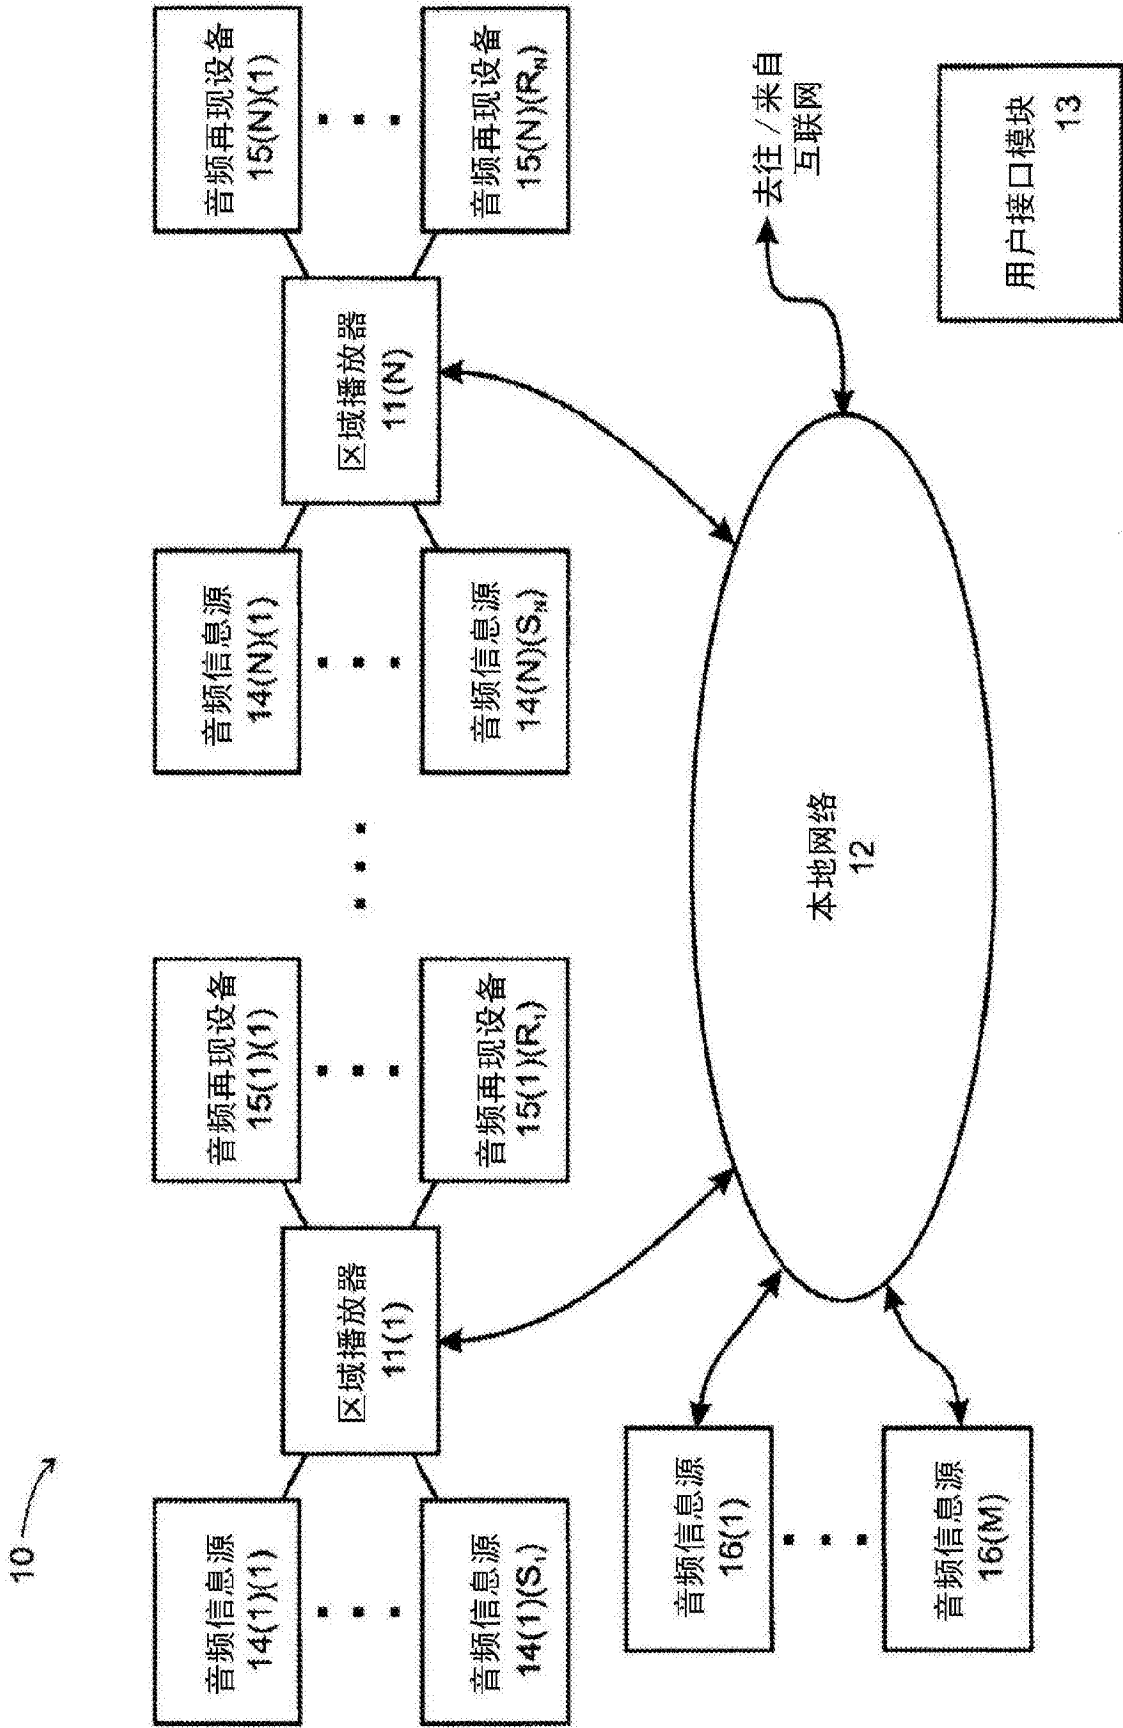 10
音频信息源
14(1)(1)
音频信息源
14(1)(S₁)
区域播放器
11(1)
音频再现设备
15(1)(1)
音频再现设备
15(1)(R₁)
音频信息源
14(N)(1)
音频信息源
14(N)(S_N)
区域播放器
11(N)
音频再现设备
15(N)(1)
音频再现设备
15(N)(R_N)
音频信息源
16(1)
音频信息源
16(M)
本地网络
12
去往/来自
互联网
用户接口模块
13